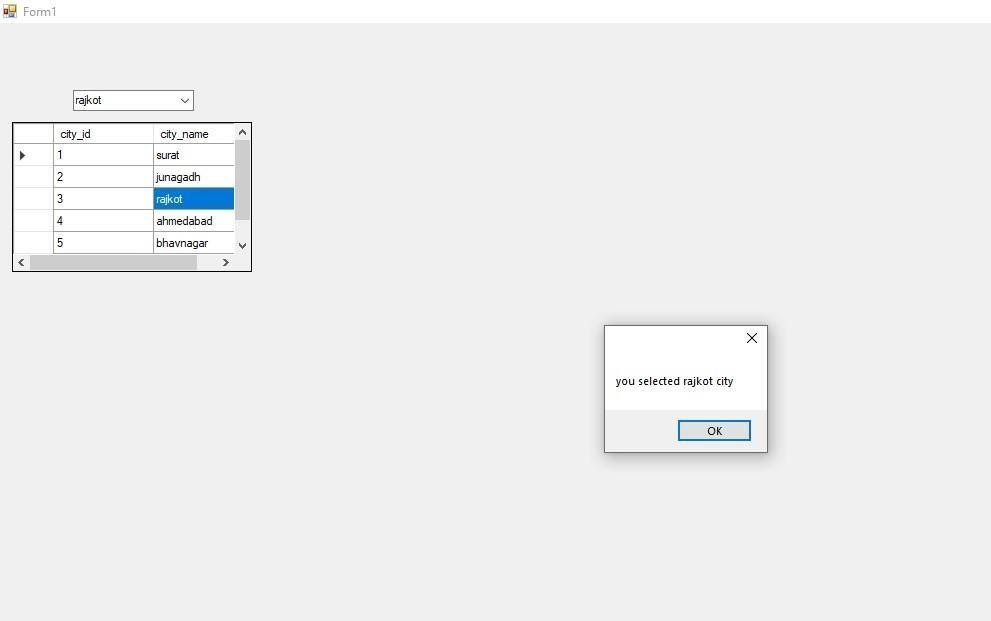 Form1
rajkot
city_id city_name
1 surat
2 junagadh
3 rajkot
4 ahmedabad
5 bhavnagar
you selected rajkot city
OK